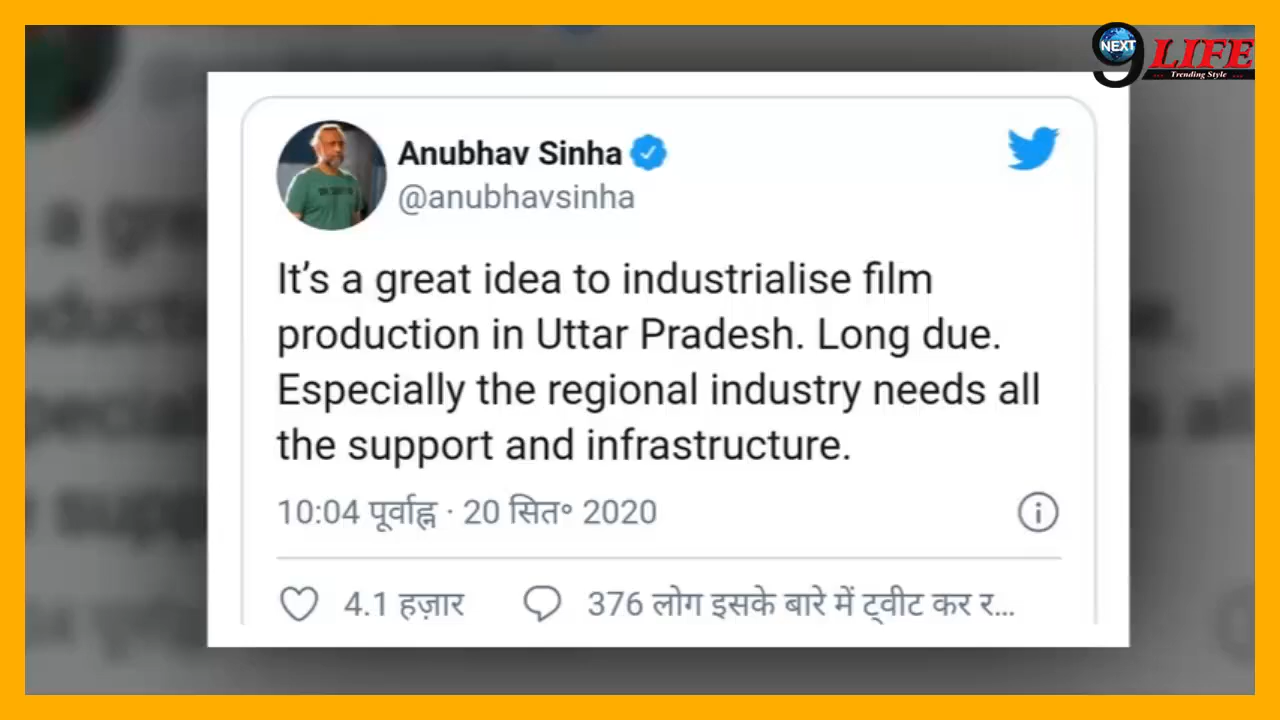 NEXT
9 LIFE
... Trending Style ...
Anubhav Sinha
@anubhavsinha
It's a great idea to industrialise film
production in Uttar Pradesh. Long due.
Especially the regional industry needs all
the support and infrastructure.
10:04 पूर्वाह्न · 20 सित॰ 2020
4.1 हज़ार
376 लोग इसके बारे में ट्वीट कर र...